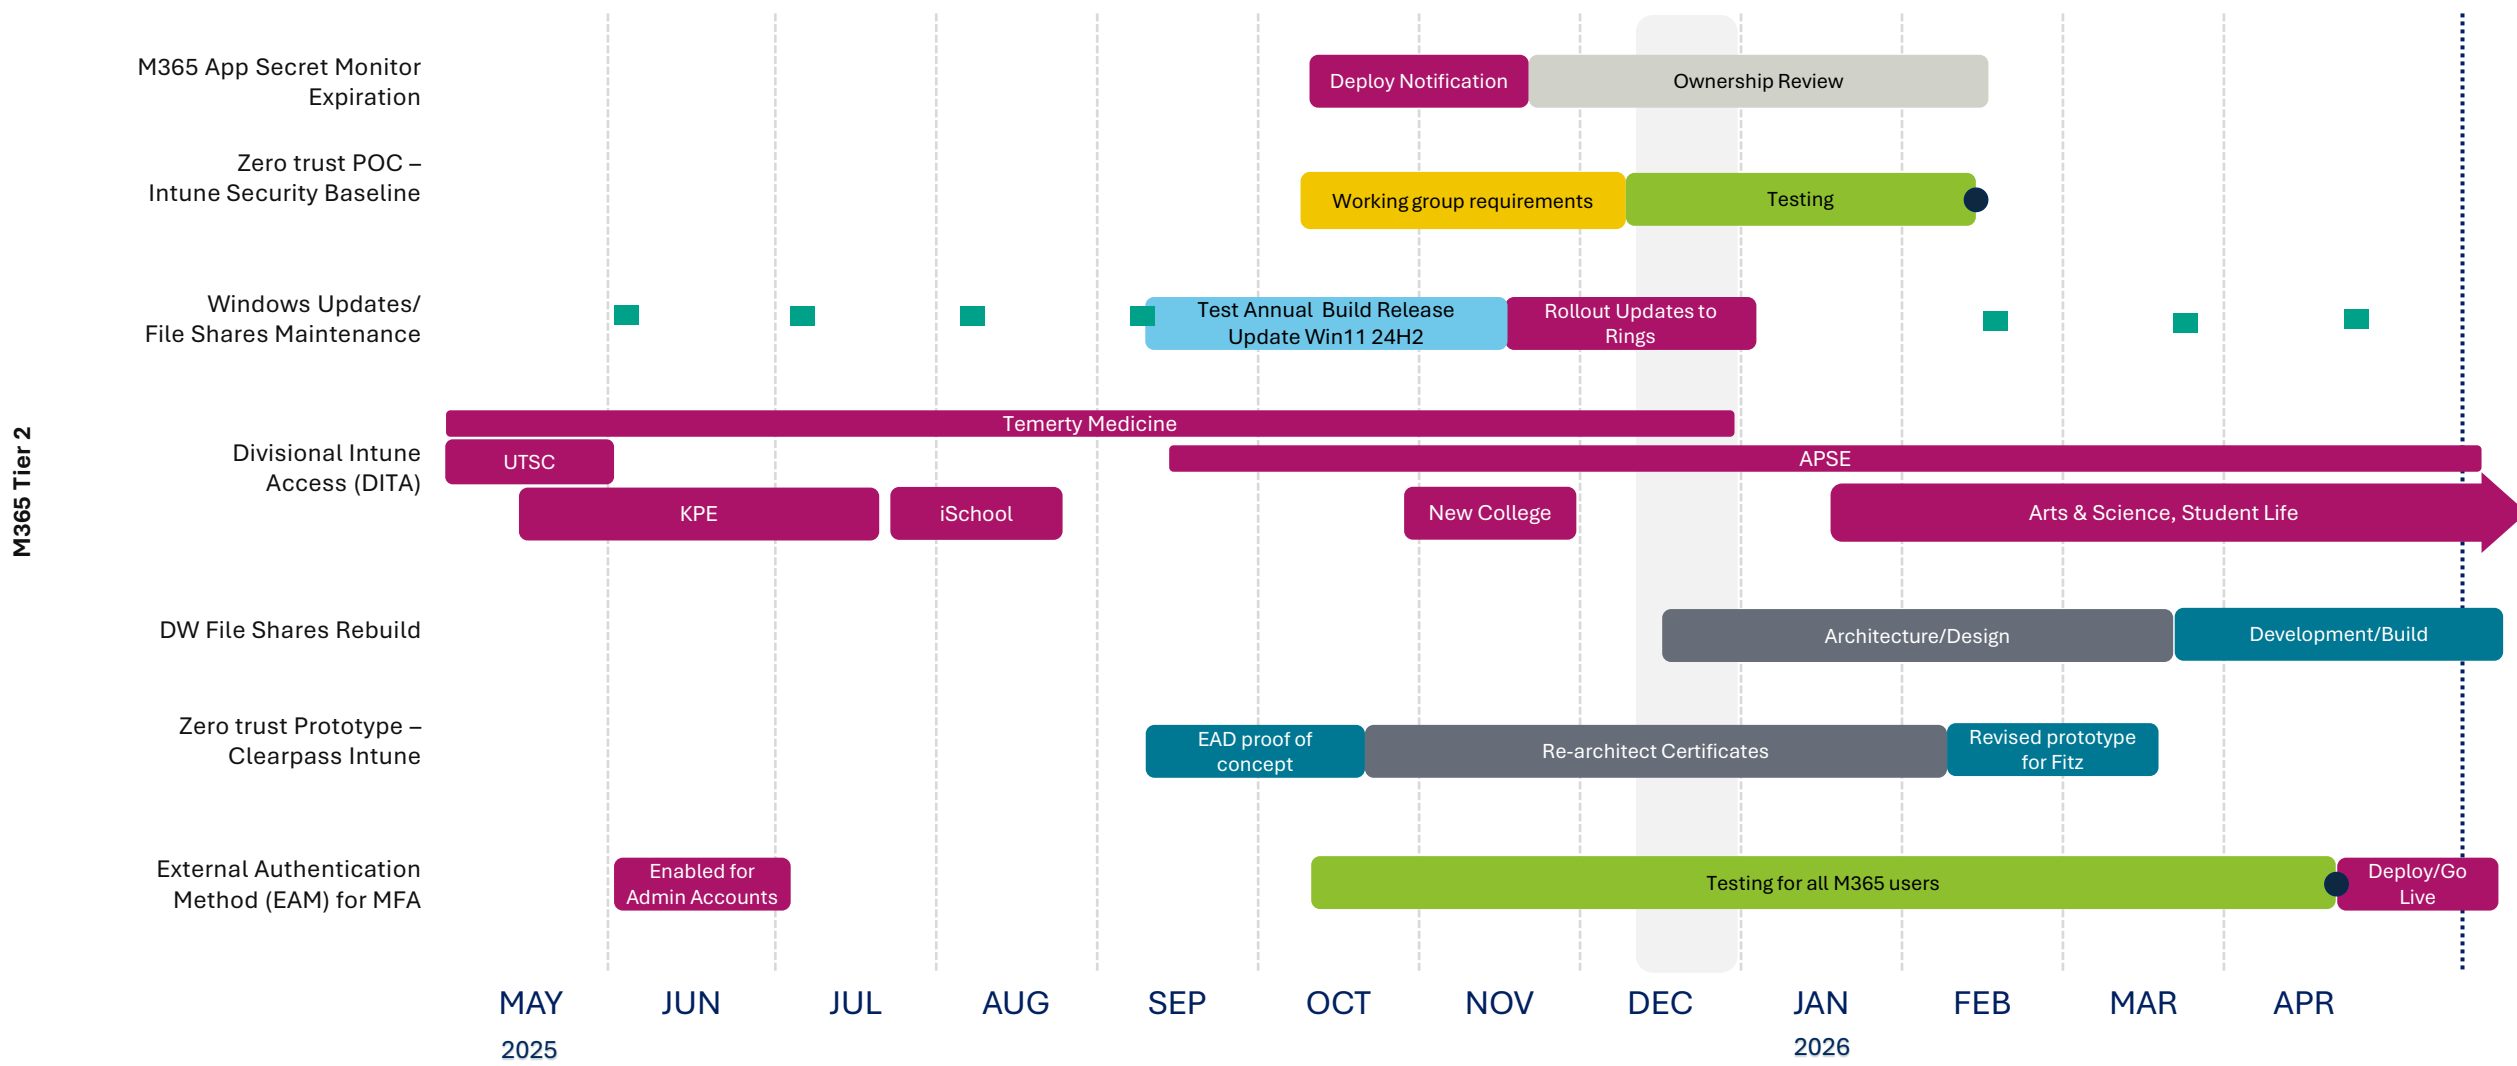 M365 App Secret Monitor
Expiration
Deploy Notification
Ownership Review
Zero trust POC –
Intune Security Baseline
Working group requirements
Testing
Windows Updates/
File Shares Maintenance
Test Annual  Build Release
Update Win11 24H2
Rollout Updates to
Rings
M365 Tier 2
Divisional Intune
Access (DITA)
Temerty Medicine
UTSC
APSE
KPE
iSchool
New College
Arts & Science, Student Life
DW File Shares Rebuild
Architecture/Design
Development/Build
Zero trust Prototype –
Clearpass Intune
EAD proof of
concept
Re-architect Certificates
Revised prototype
for Fitz
External Authentication
Method (EAM) for MFA
Enabled for
Admin Accounts
Testing for all M365 users
Deploy/Go
Live
MAY JUN JUL AUG SEP OCT NOV DEC JAN FEB MAR APR
2025 2026